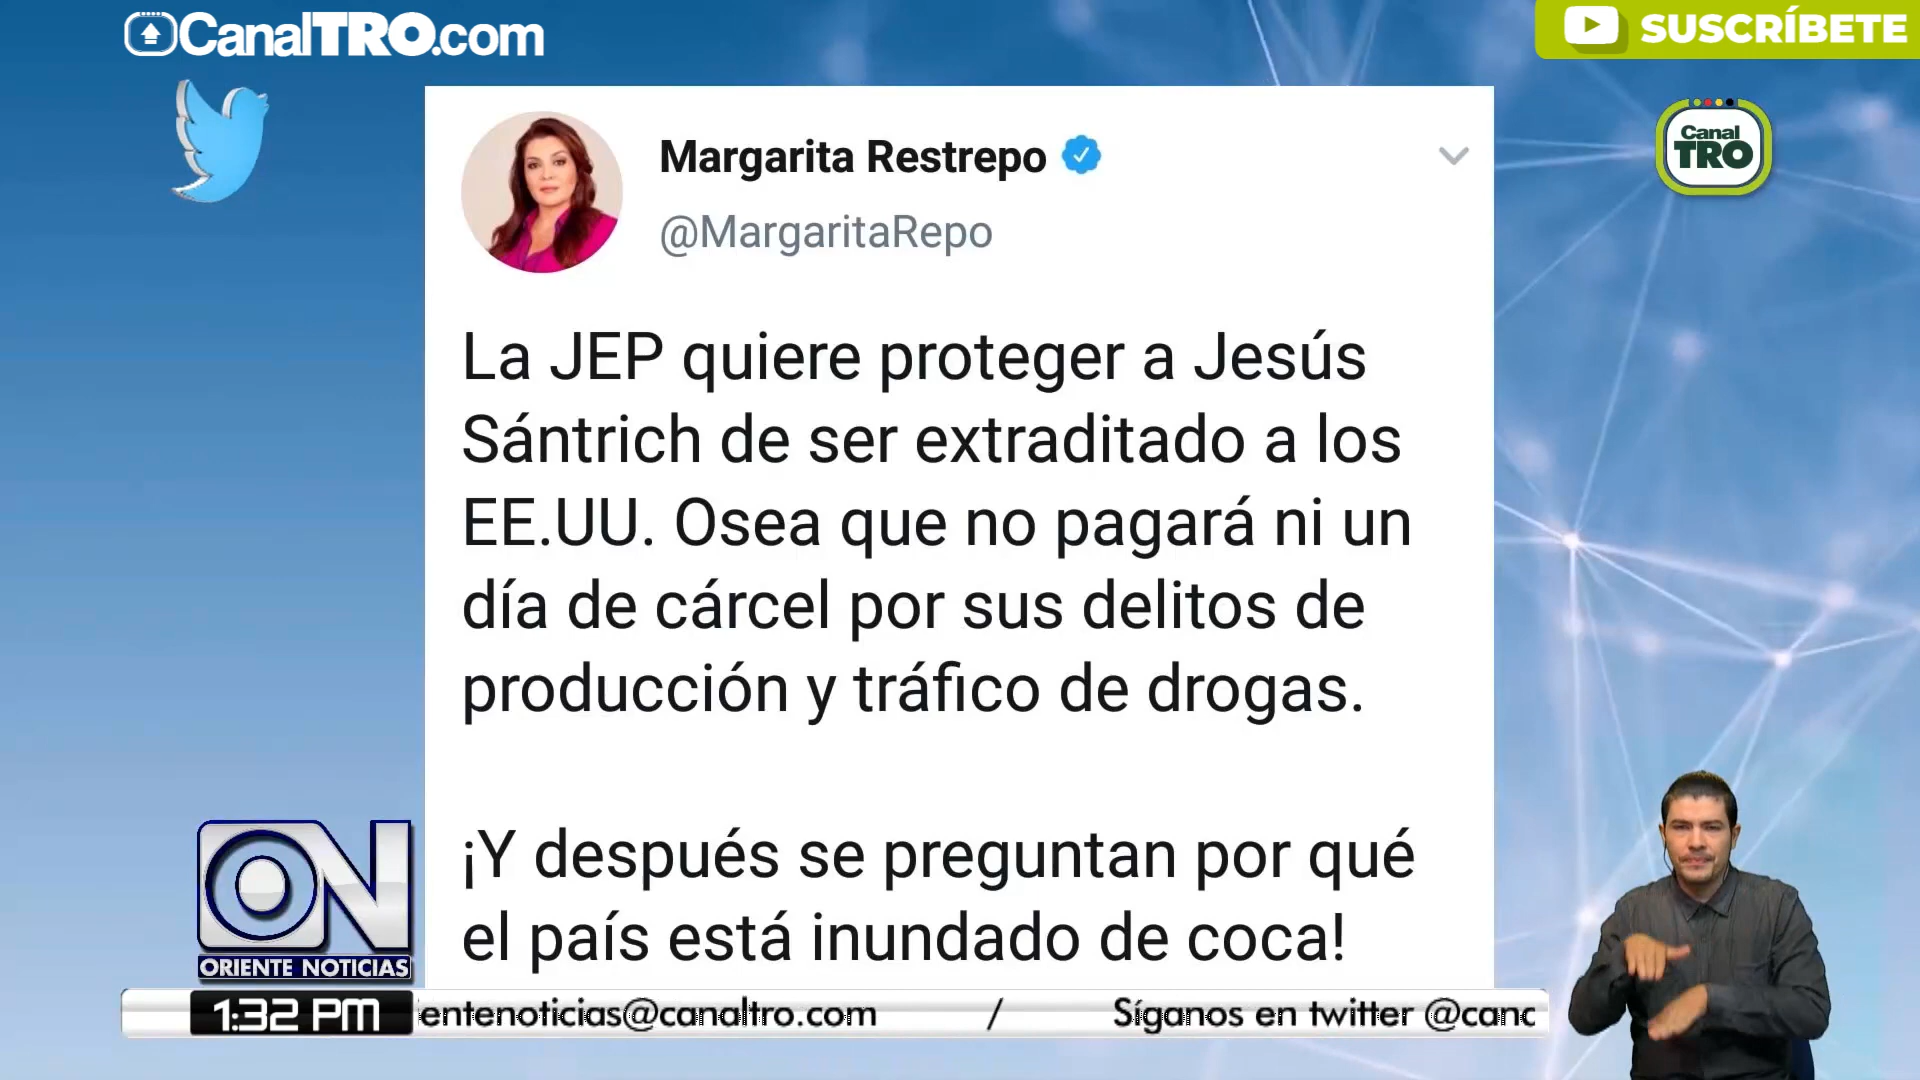 CanalTRO.com
SUSCRÍBETE
Canal
TRO
Margarita Restrepo
@MargaritaRepo
La JEP quiere proteger a Jesús
Sántrich de ser extraditado a los
EE.UU. Osea que no pagará ni un
día de cárcel por sus delitos de
producción y tráfico de drogas.
¡Y después se preguntan por qué
el país está inundado de coca!
ON
ORIENTE NOTICIAS
1:32 PM entenoticias@canaltro.com / Síganos en twitter @canc